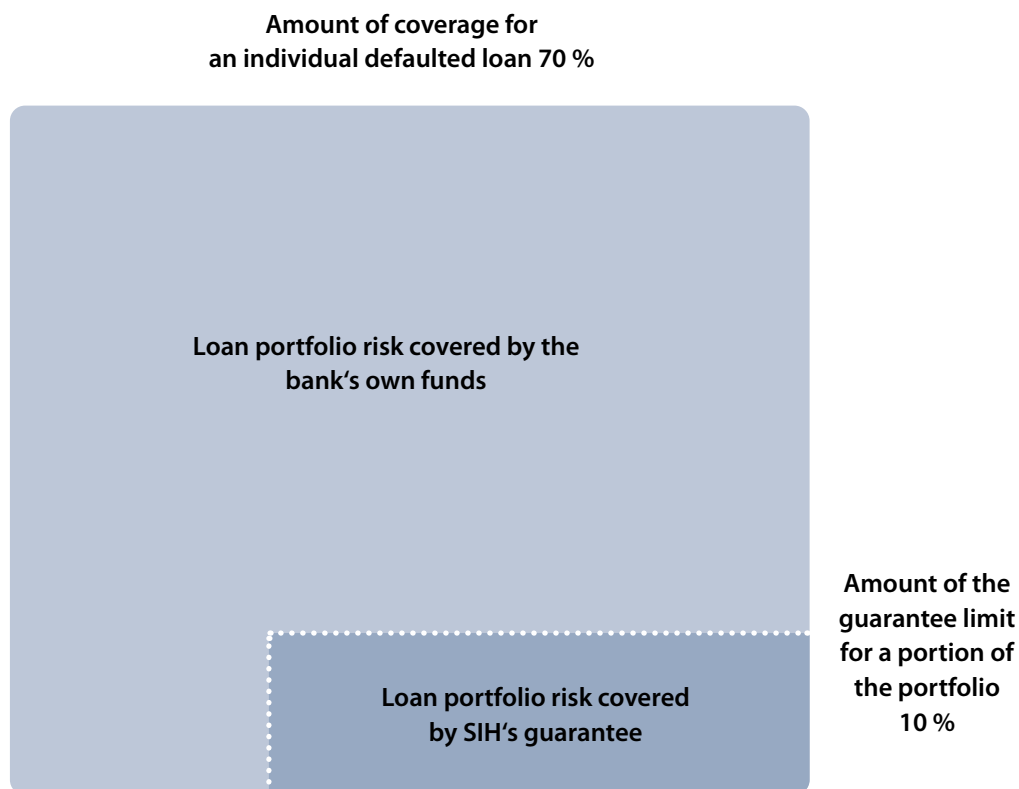 Amount of coverage for
an individual defaulted loan 70 %
Loan portfolio risk covered by the
bank‘s own funds
Amount of the
guarantee limit
for a portion of
the portfolio
10 %
Loan portfolio risk covered
by SIH‘s guarantee